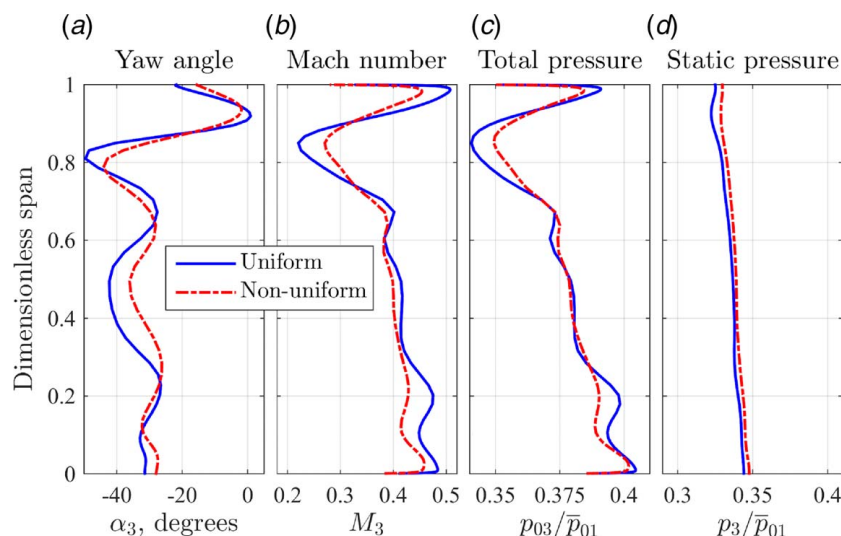 (a) (b) (c) (d)
Yaw angle Mach number Total pressure Static pressure
1
0.8
0.6
0.4
0.2
0
Dimensionless span
Uniform
Non-uniform
-40 -20 0 0.2 0.3 0.4 0.5 0.35 0.375 0.4 0.3 0.35 0.4
α₃, degrees M₃ p₀₃/p̅₀₁ p₃/p̅₀₁